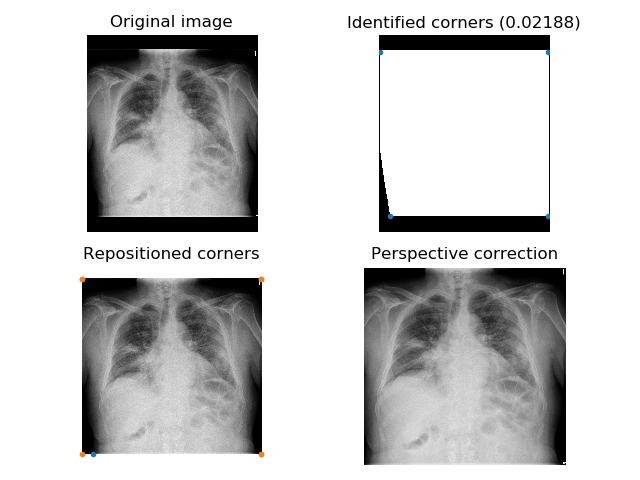 Original image
Identified corners (0.02188)
Repositioned corners
Perspective correction